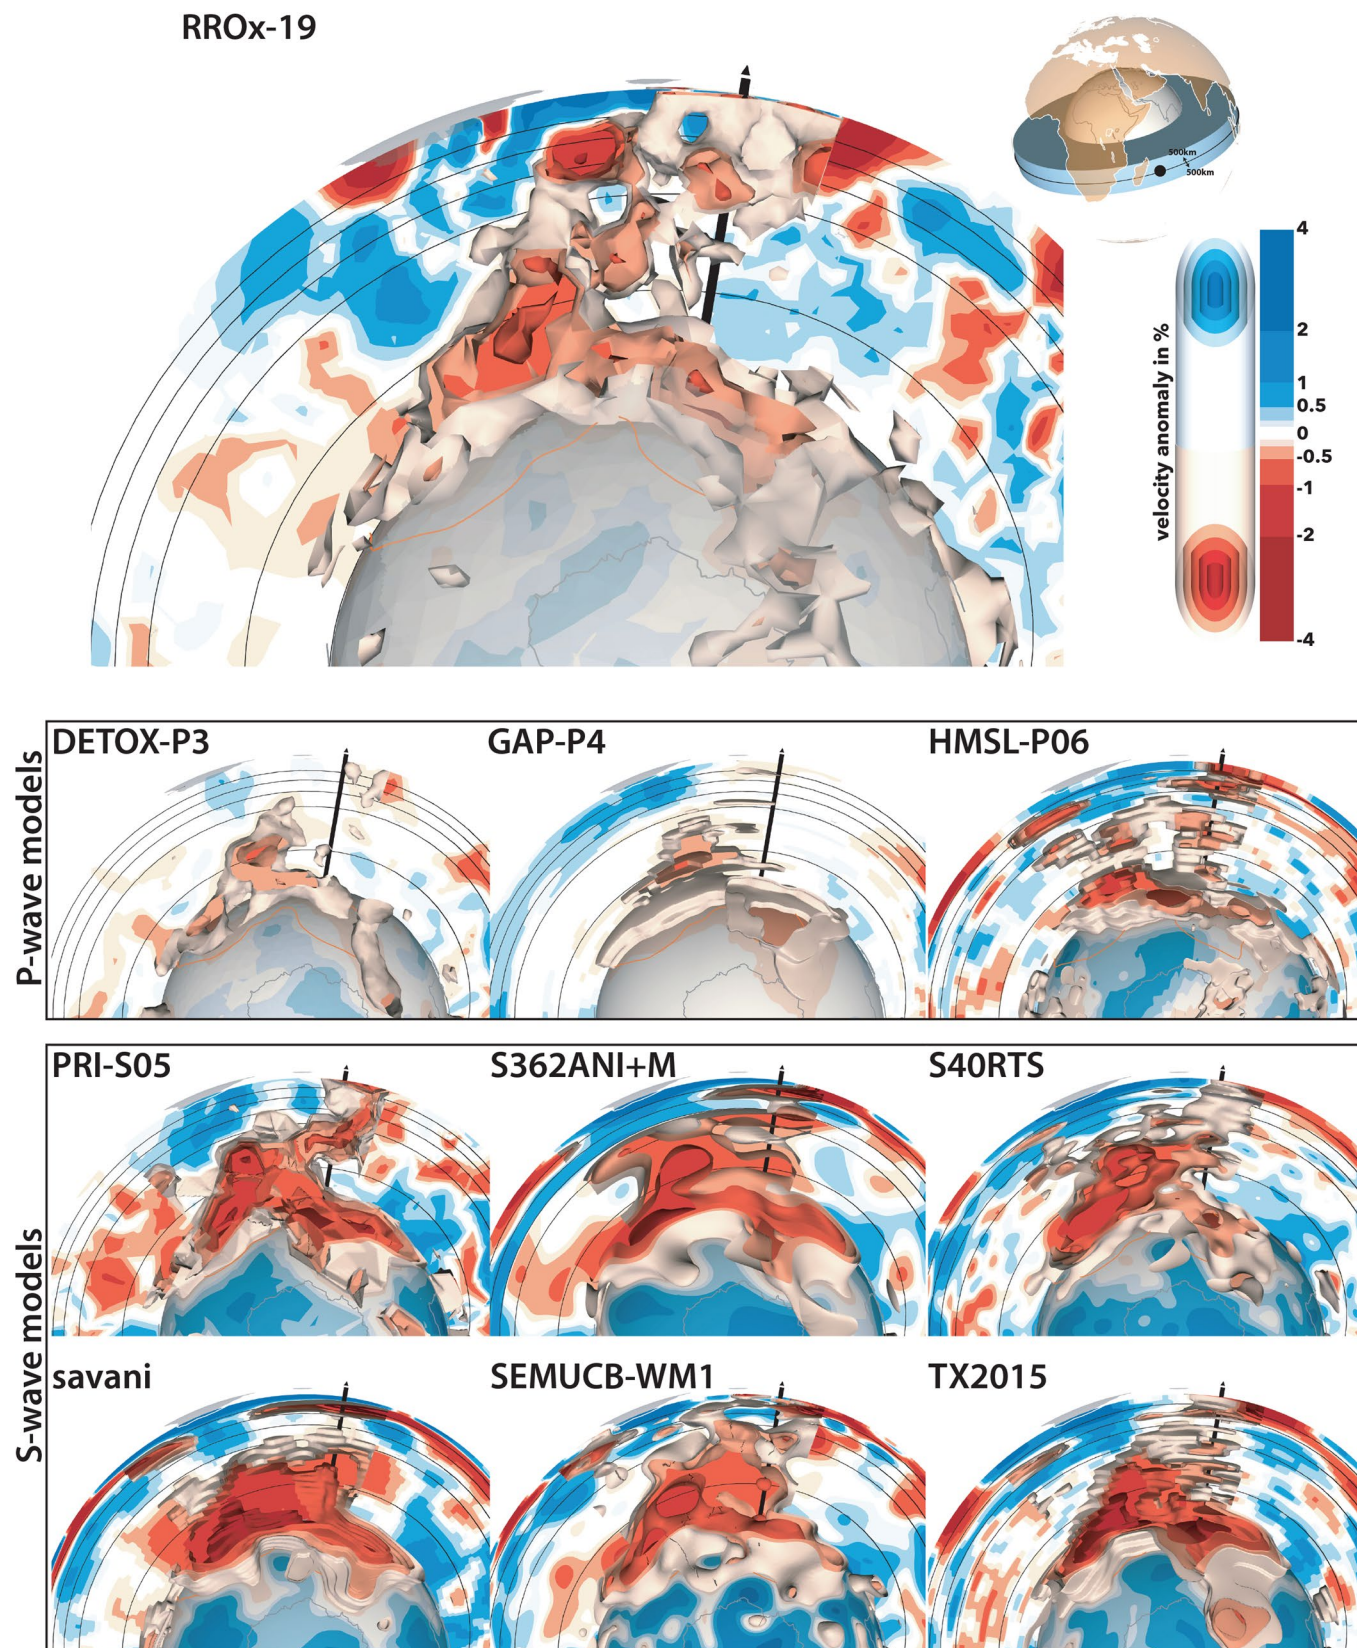 RROx-19
500km
500km
velocity anomaly in %
4
2
1
0.5
0
-0.5
-1
-2
-4
P-wave models
DETOX-P3
GAP-P4
HMSL-P06
S-wave models
PRI-S05
S362ANI+M
S40RTS
savani
SEMUCB-WM1
TX2015